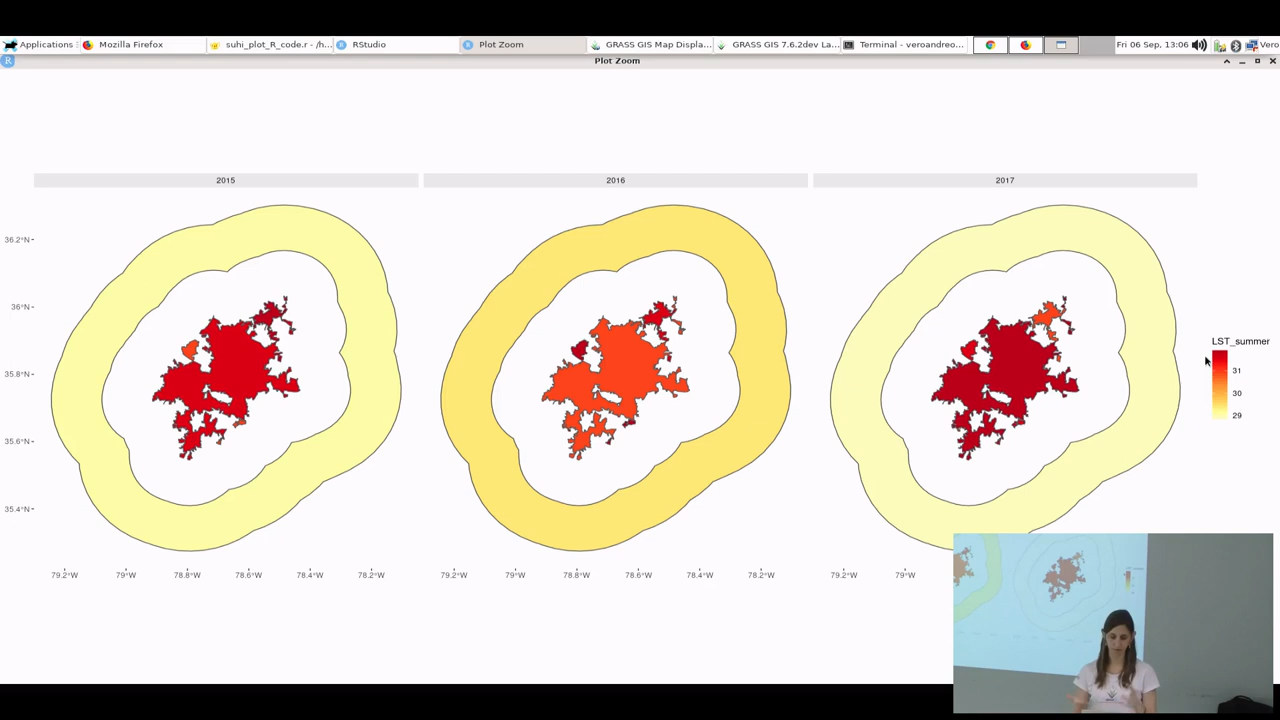 Applications
Mozilla Firefox
suhi_plot_R_code.r - /h...
RStudio
Plot Zoom
GRASS GIS Map Displa...
GRASS GIS 7.6.2dev La...
Terminal - veroandreo...
Fri 06 Sep, 13:06
Vero
Plot Zoom
2015
2016
2017
36.2°N
36°N
35.8°N
35.6°N
35.4°N
LST_summer
31
30
29
79.2°W 79°W 78.8°W 78.6°W 78.4°W 78.2°W
79.2°W 79°W 78.8°W 78.6°W 78.4°W 78.2°W
79.2°W 79°W